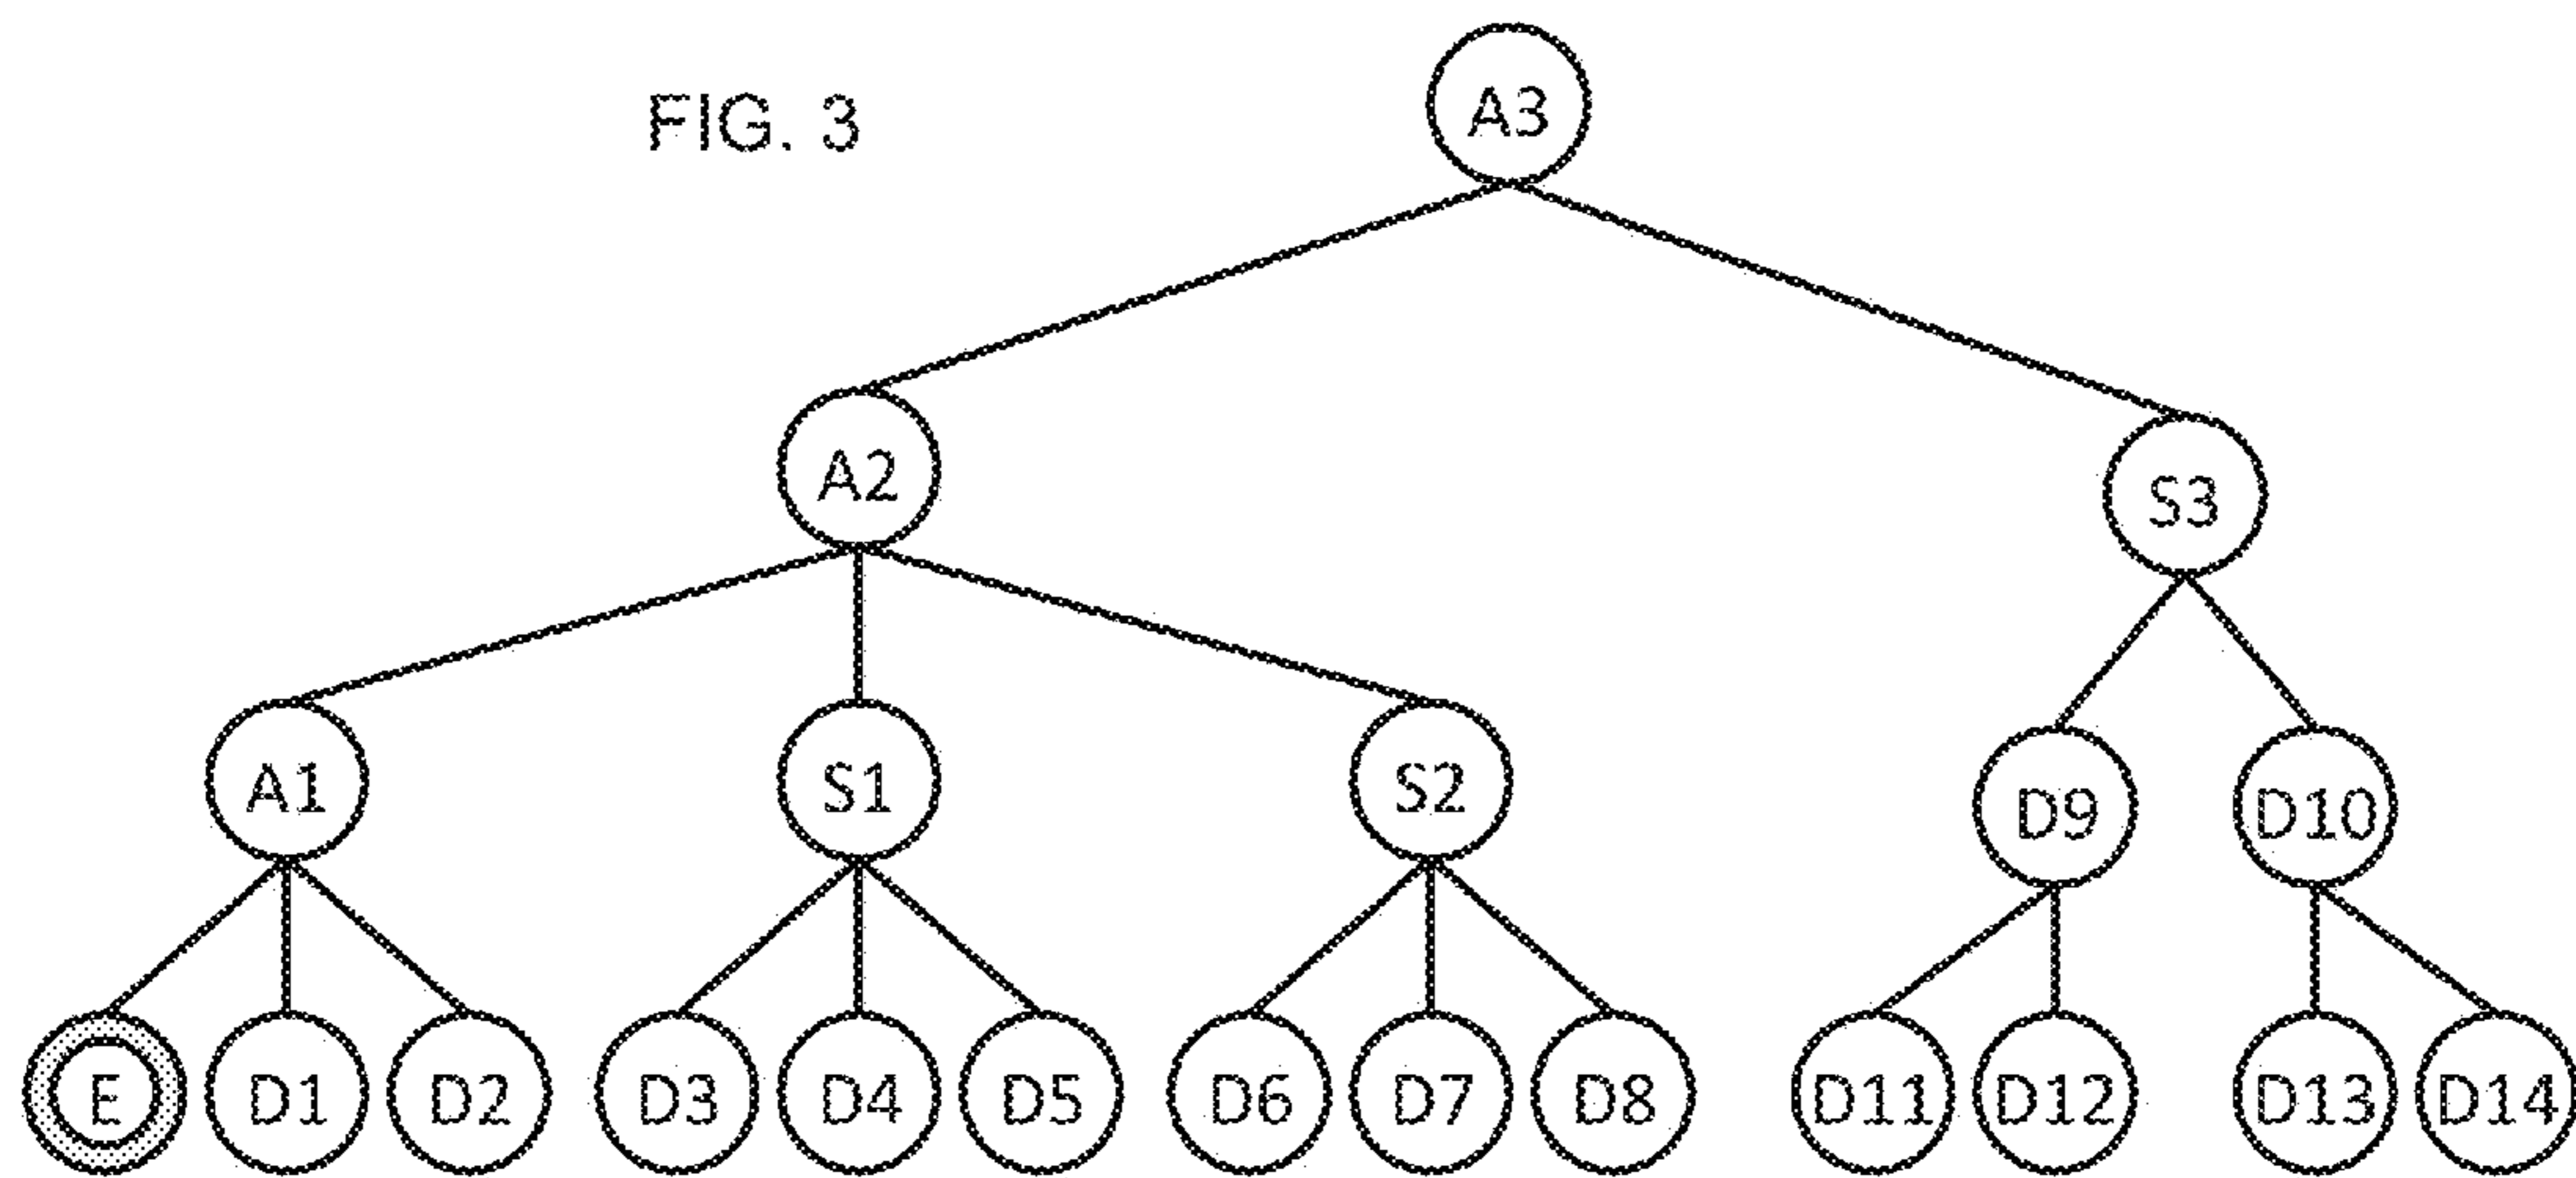 FIG. 3
A3
A2
S3
A1 S1 S2
D9 D10
E D1 D2 D3 D4 D5 D6 D7 D8 D11 D12 D13 D14